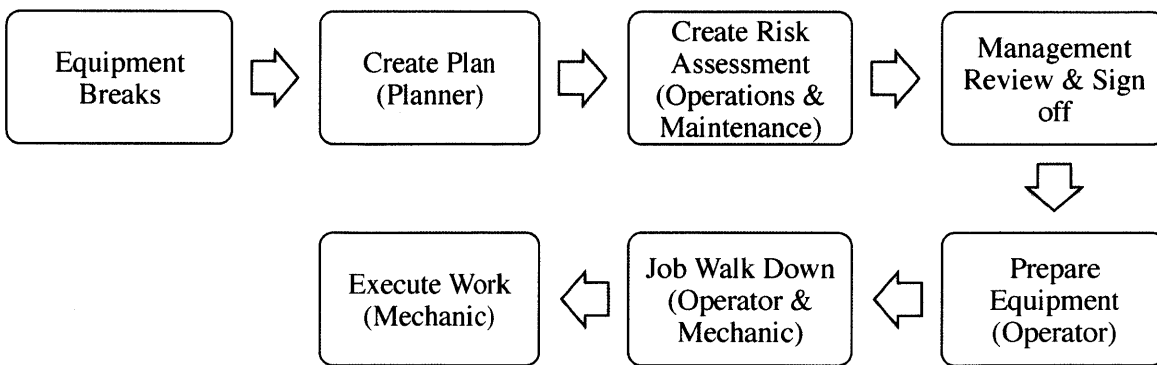 Equipment
Breaks
Create Plan
(Planner)
Create Risk
Assessment
(Operations &
Maintenance)
Management
Review & Sign
off
Prepare
Equipment
(Operator)
Job Walk Down
(Operator &
Mechanic)
Execute Work
(Mechanic)